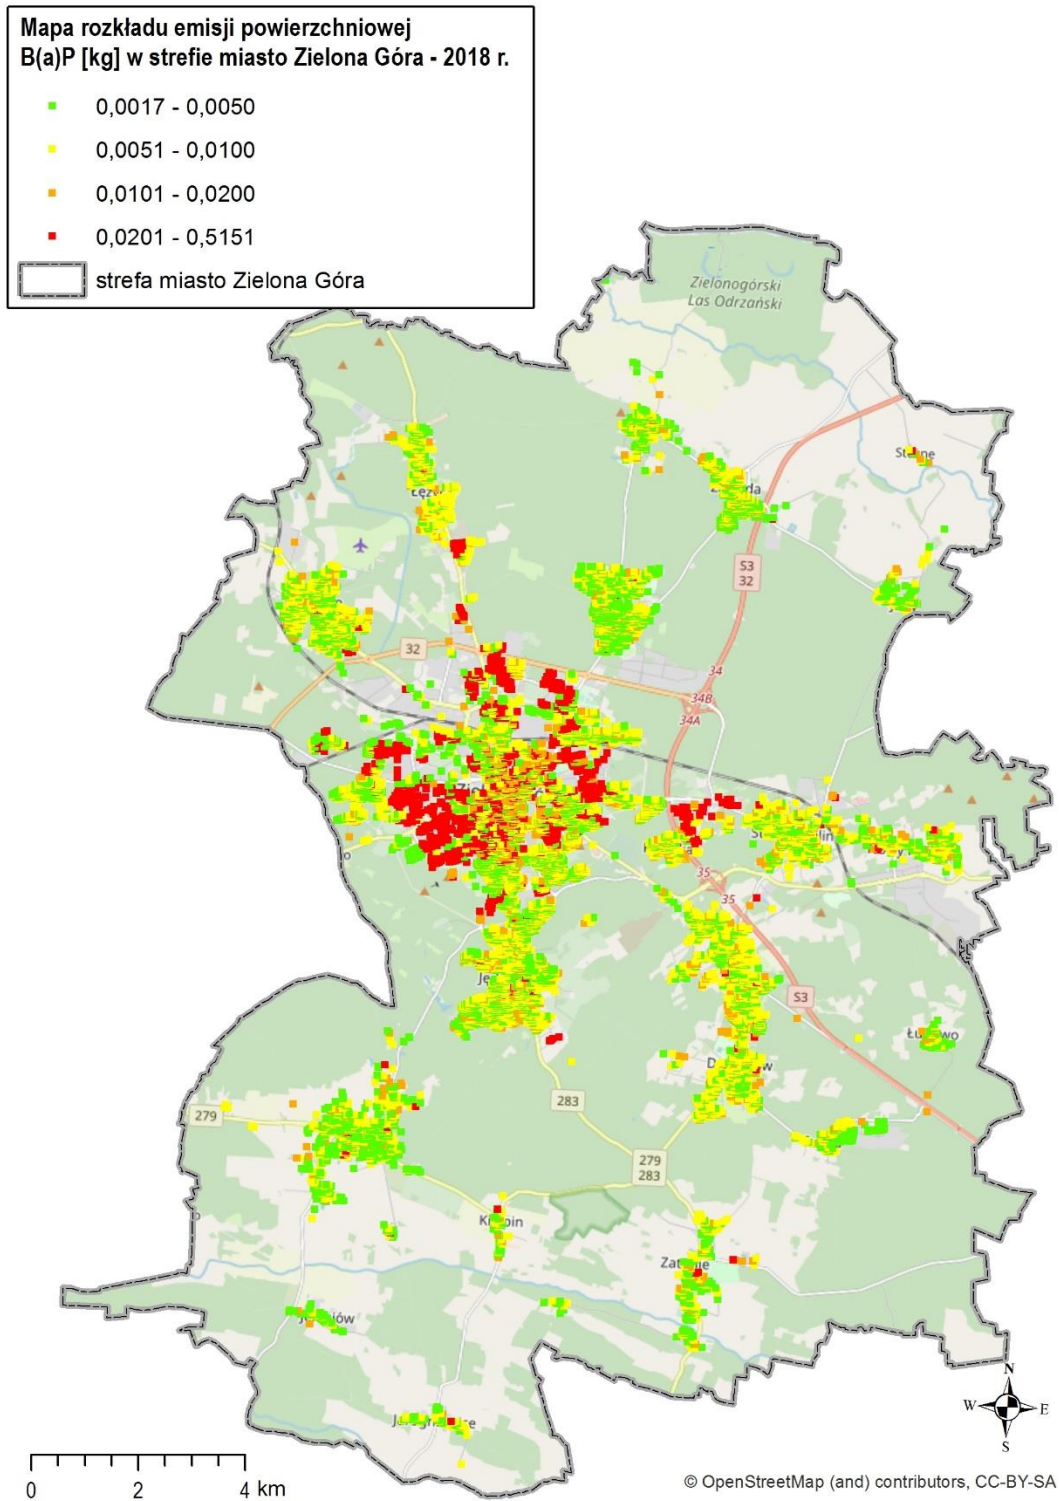 Mapa rozkładu emisji powierzchniowej
B(a)P [kg] w strefie miasto Zielona Góra - 2018 r.
0,0017 - 0,0050
0,0051 - 0,0100
0,0101 - 0,0200
0,0201 - 0,5151
strefa miasto Zielona Góra
Zielonogórski
Las Odrzański
S3
32
32
34
34B
34A
35
35
S3
283
279
279
283
N
W
E
S
0
2
4 km
© OpenStreetMap (and) contributors, CC-BY-SA